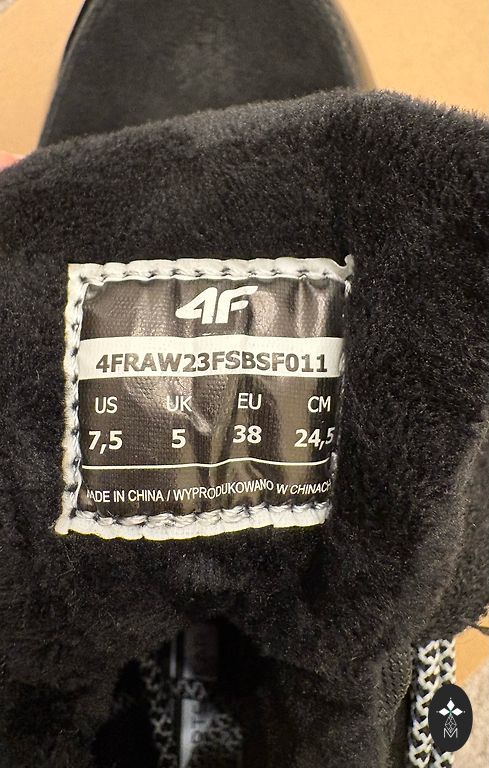 4F
4FRAW23FSBSF011
US UK EU CM
7,5 5 38 24,5
MADE IN CHINA / WYPRODUKOWANO W CHINACH
M